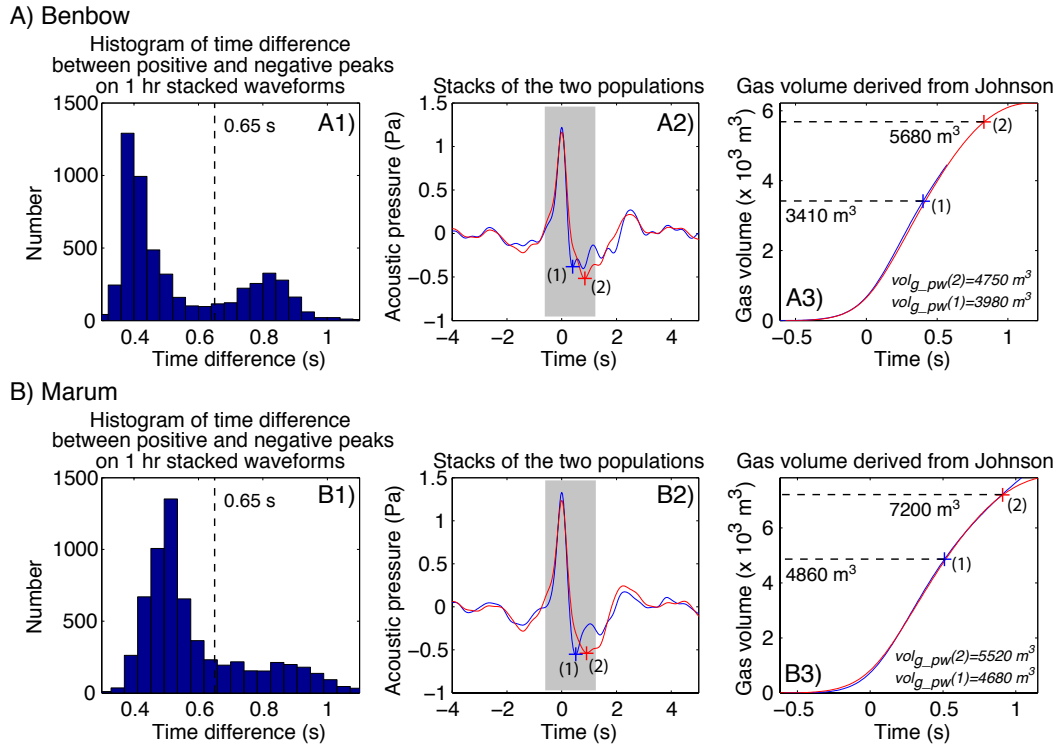 A) Benbow
Histogram of time difference
between positive and negative peaks
on 1 hr stacked waveforms
1500
1000
500
0
Number
0.65 s
A1)
0.4
0.6
0.8
1
Time difference (s)
Stacks of the two populations
1.5
1
0.5
0
−0.5
−1
Acoustic pressure (Pa)
A2)
(1)
(2)
−4
−2
0
2
4
Time (s)
Gas volume derived from Johnson
6
4
2
0
Gas volume (x 10³ m³)
5680 m³
(2)
3410 m³
(1)
A3)
volg_pw(2)=4750 m³
volg_pw(1)=3980 m³
−0.5
0
0.5
1
Time (s)
B) Marum
Histogram of time difference
between positive and negative peaks
on 1 hr stacked waveforms
1500
1000
500
0
Number
0.65 s
B1)
0.4
0.6
0.8
1
Time difference (s)
Stacks of the two populations
1.5
1
0.5
0
−0.5
−1
Acoustic pressure (Pa)
B2)
(1)
(2)
−4
−2
0
2
4
Time (s)
Gas volume derived from Johnson
6
4
2
0
Gas volume (x 10³ m³)
7200 m³
(2)
4860 m³
(1)
B3)
volg_pw(2)=5520 m³
volg_pw(1)=4680 m³
−0.5
0
0.5
1
Time (s)